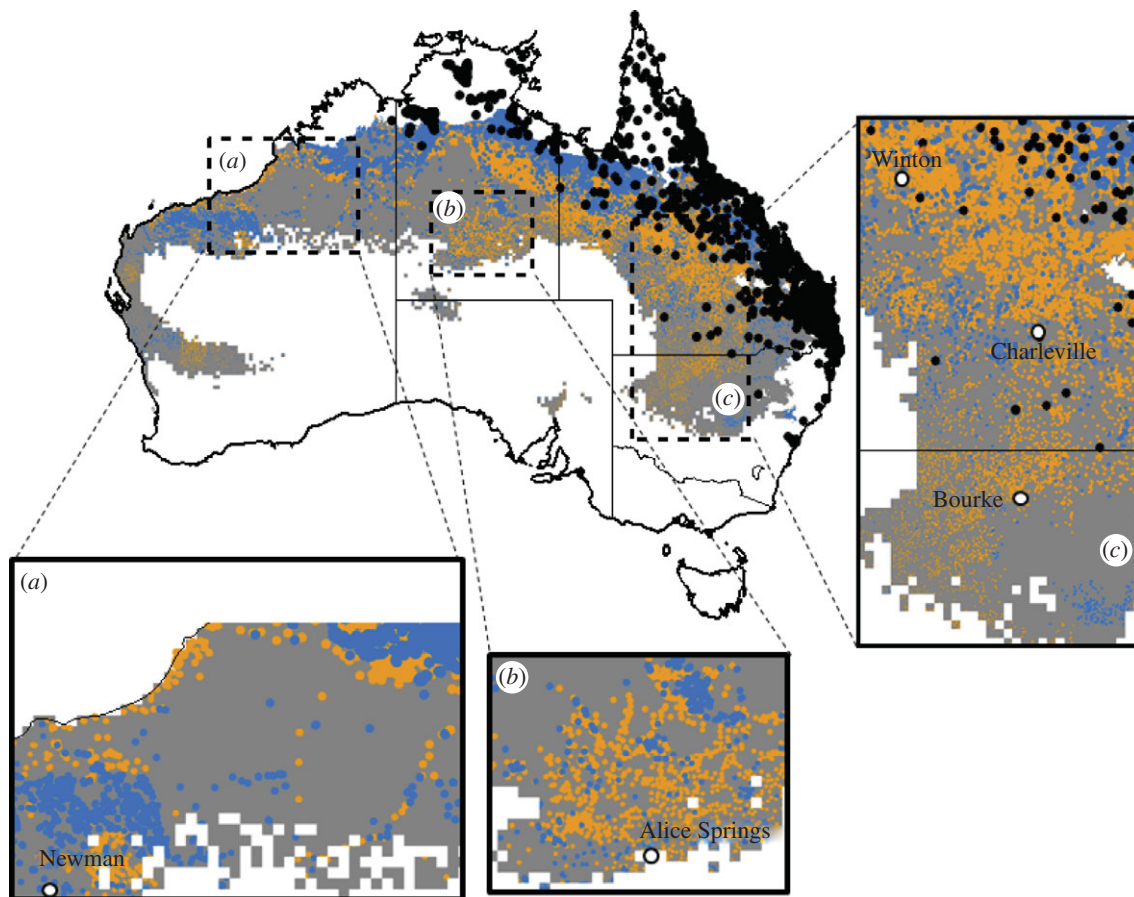 (a)
(b)
(c)
Winton
Charleville
Bourke
(c)
(a)
Newman
(b)
Alice Springs